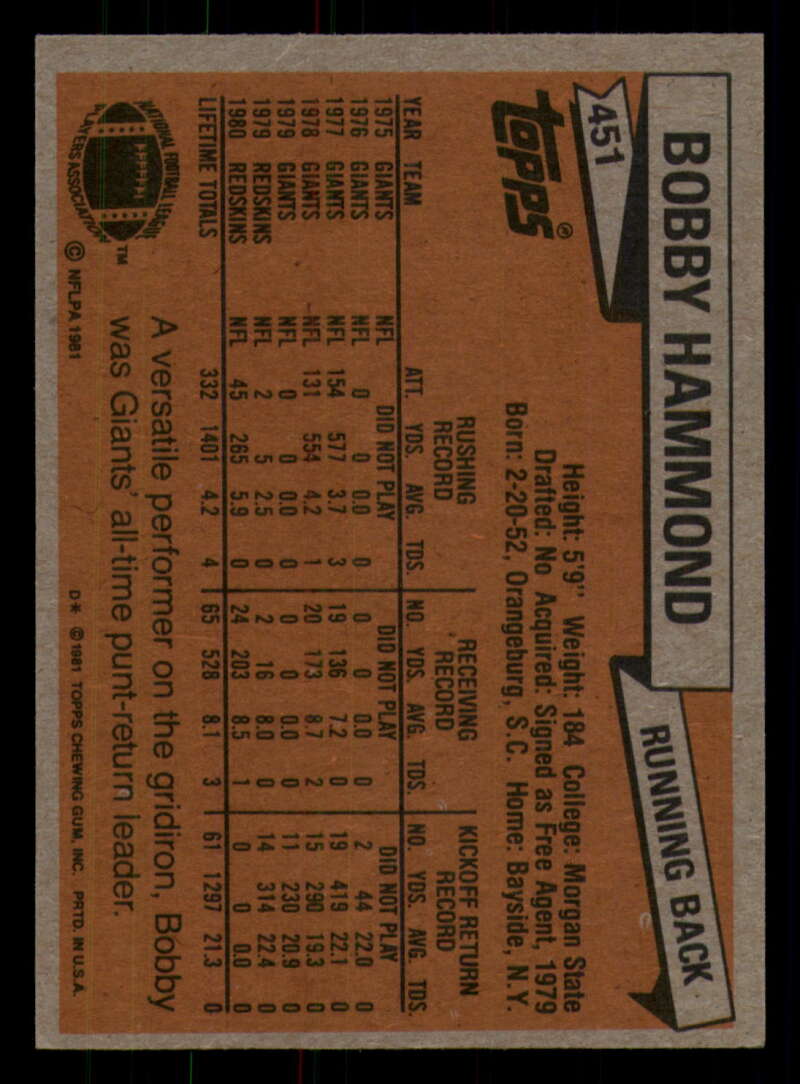 BOBBY HAMMOND
RUNNING BACK
451
TOPPS®
Height: 5'9" Weight: 184 College: Morgan State
Drafted: No Acquired: Signed as Free Agent, 1979
Born: 2-20-52, Orangeburg, S.C. Home: Bayside, N.Y.
RUSHING RECORD RECEIVING RECORD KICKOFF RETURN RECORD
YEAR TEAM ATT. YDS. AVG. TDS. NO. YDS. AVG. TDS. NO. YDS. AVG. TDS.
1975 GIANTS NFL DID NOT PLAY DID NOT PLAY DID NOT PLAY
1976 GIANTS NFL 0 0 0.0 0 0 0 0.0 0 2 44 22.0 0
1977 GIANTS NFL 154 577 3.7 3 19 136 7.2 0 19 419 22.1 0
1978 GIANTS NFL 131 554 4.2 1 20 173 8.7 2 15 290 19.3 0
1979 GIANTS NFL 0 0 0.0 0 0 0 0.0 0 11 230 20.9 0
1979 REDSKINS NFL 2 5 2.5 0 2 16 8.0 0 14 314 22.4 0
1980 REDSKINS NFL 45 265 5.9 0 24 203 8.5 1 0 0 0.0 0
LIFETIME TOTALS 332 1401 4.2 4 65 528 8.1 3 61 1297 21.3 0
A versatile performer on the gridiron, Bobby
was Giants' all-time punt-return leader.
NATIONAL FOOTBALL LEAGUE
PLAYERS ASSOCIATION
™
© NFLPA 1981
D* ©1981 TOPPS CHEWING GUM, INC. PRTD. IN U.S.A.